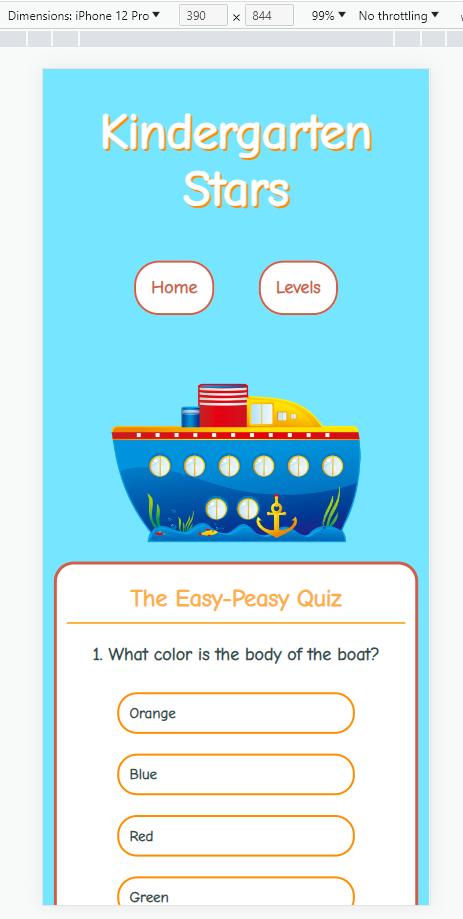 Dimensions: iPhone 12 Pro ▼ 390 × 844 99% ▼ No throttling ▼
Kindergarten
Stars
Home Levels
The Easy-Peasy Quiz
1. What color is the body of the boat?
Orange
Blue
Red
Green